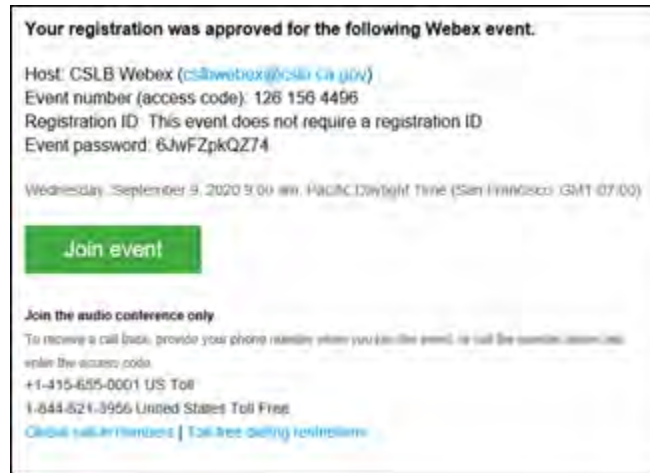 Your registration was approved for the following Webex event.
Host: CSLB Webex (cslbwebex@cslb.ca.gov)
Event number (access code): 126 156 4496
Registration ID: This event does not require a registration ID
Event password: 6JwFZpkQZ74
Wednesday, September 9, 2020 9:00 am, Pacific Daylight Time (San Francisco, GMT-07:00)
Join event
Join the audio conference only
To receive a call back, provide your phone number when you join the event, or call the number below and
enter the access code.
+1-415-655-0001 US Toll
1-844-621-3956 United States Toll Free
Global call-in numbers | Toll-free dialing restrictions